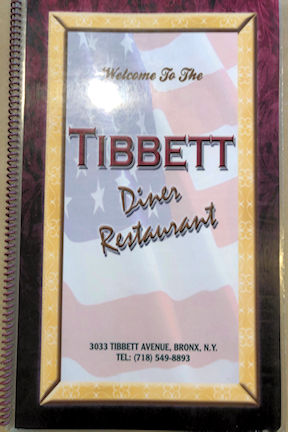 Welcome To The
TIBBETT
Diner
Restaurant
3033 TIBBETT AVENUE, BRONX, N.Y.
TEL: (718) 549-8893